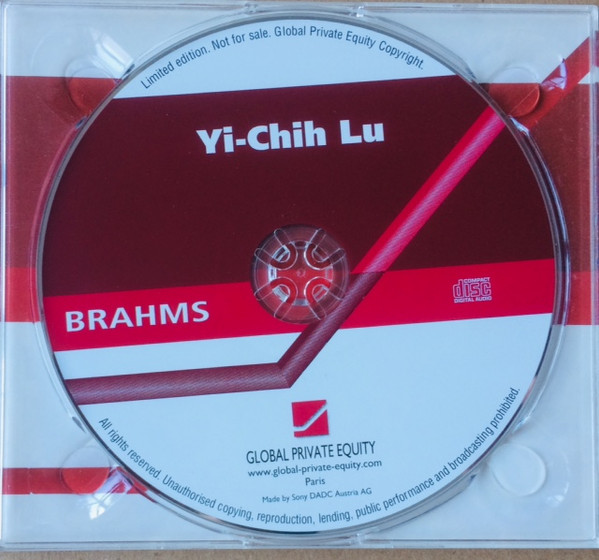 Limited edition. Not for sale. Global Private Equity Copyright.
Yi-Chih Lu
BRAHMS
COMPACT
disc
DIGITAL AUDIO
GLOBAL PRIVATE EQUITY
www.global-private-equity.com
Paris
Made by Sony DADC Austria AG
All rights reserved. Unauthorised copying, reproduction, lending, public performance and broadcasting prohibited.